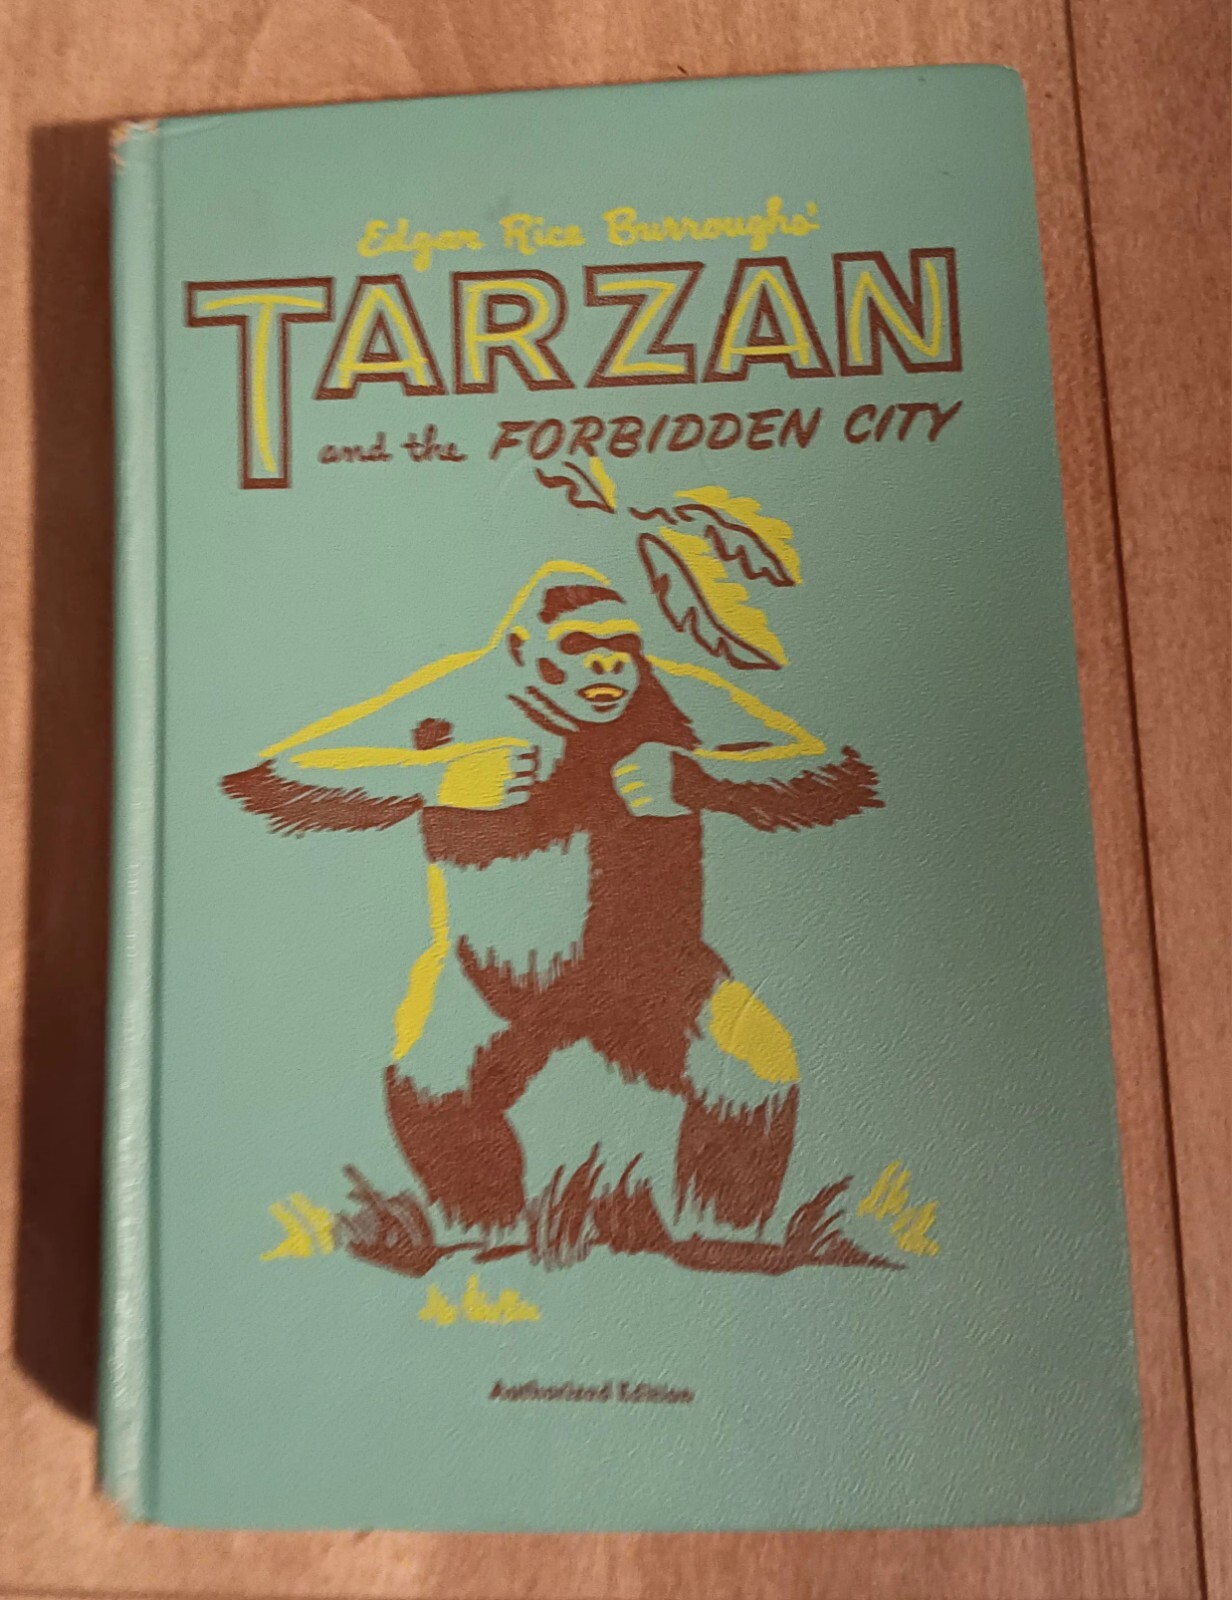 Edgar Rice Burroughs'
TARZAN
and the FORBIDDEN CITY
Authorized Edition